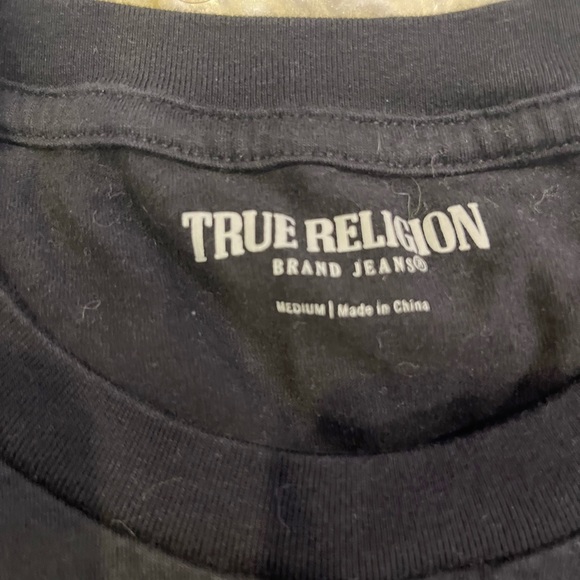 TRUE RELIGION
BRAND JEANS®
MEDIUM | Made in China